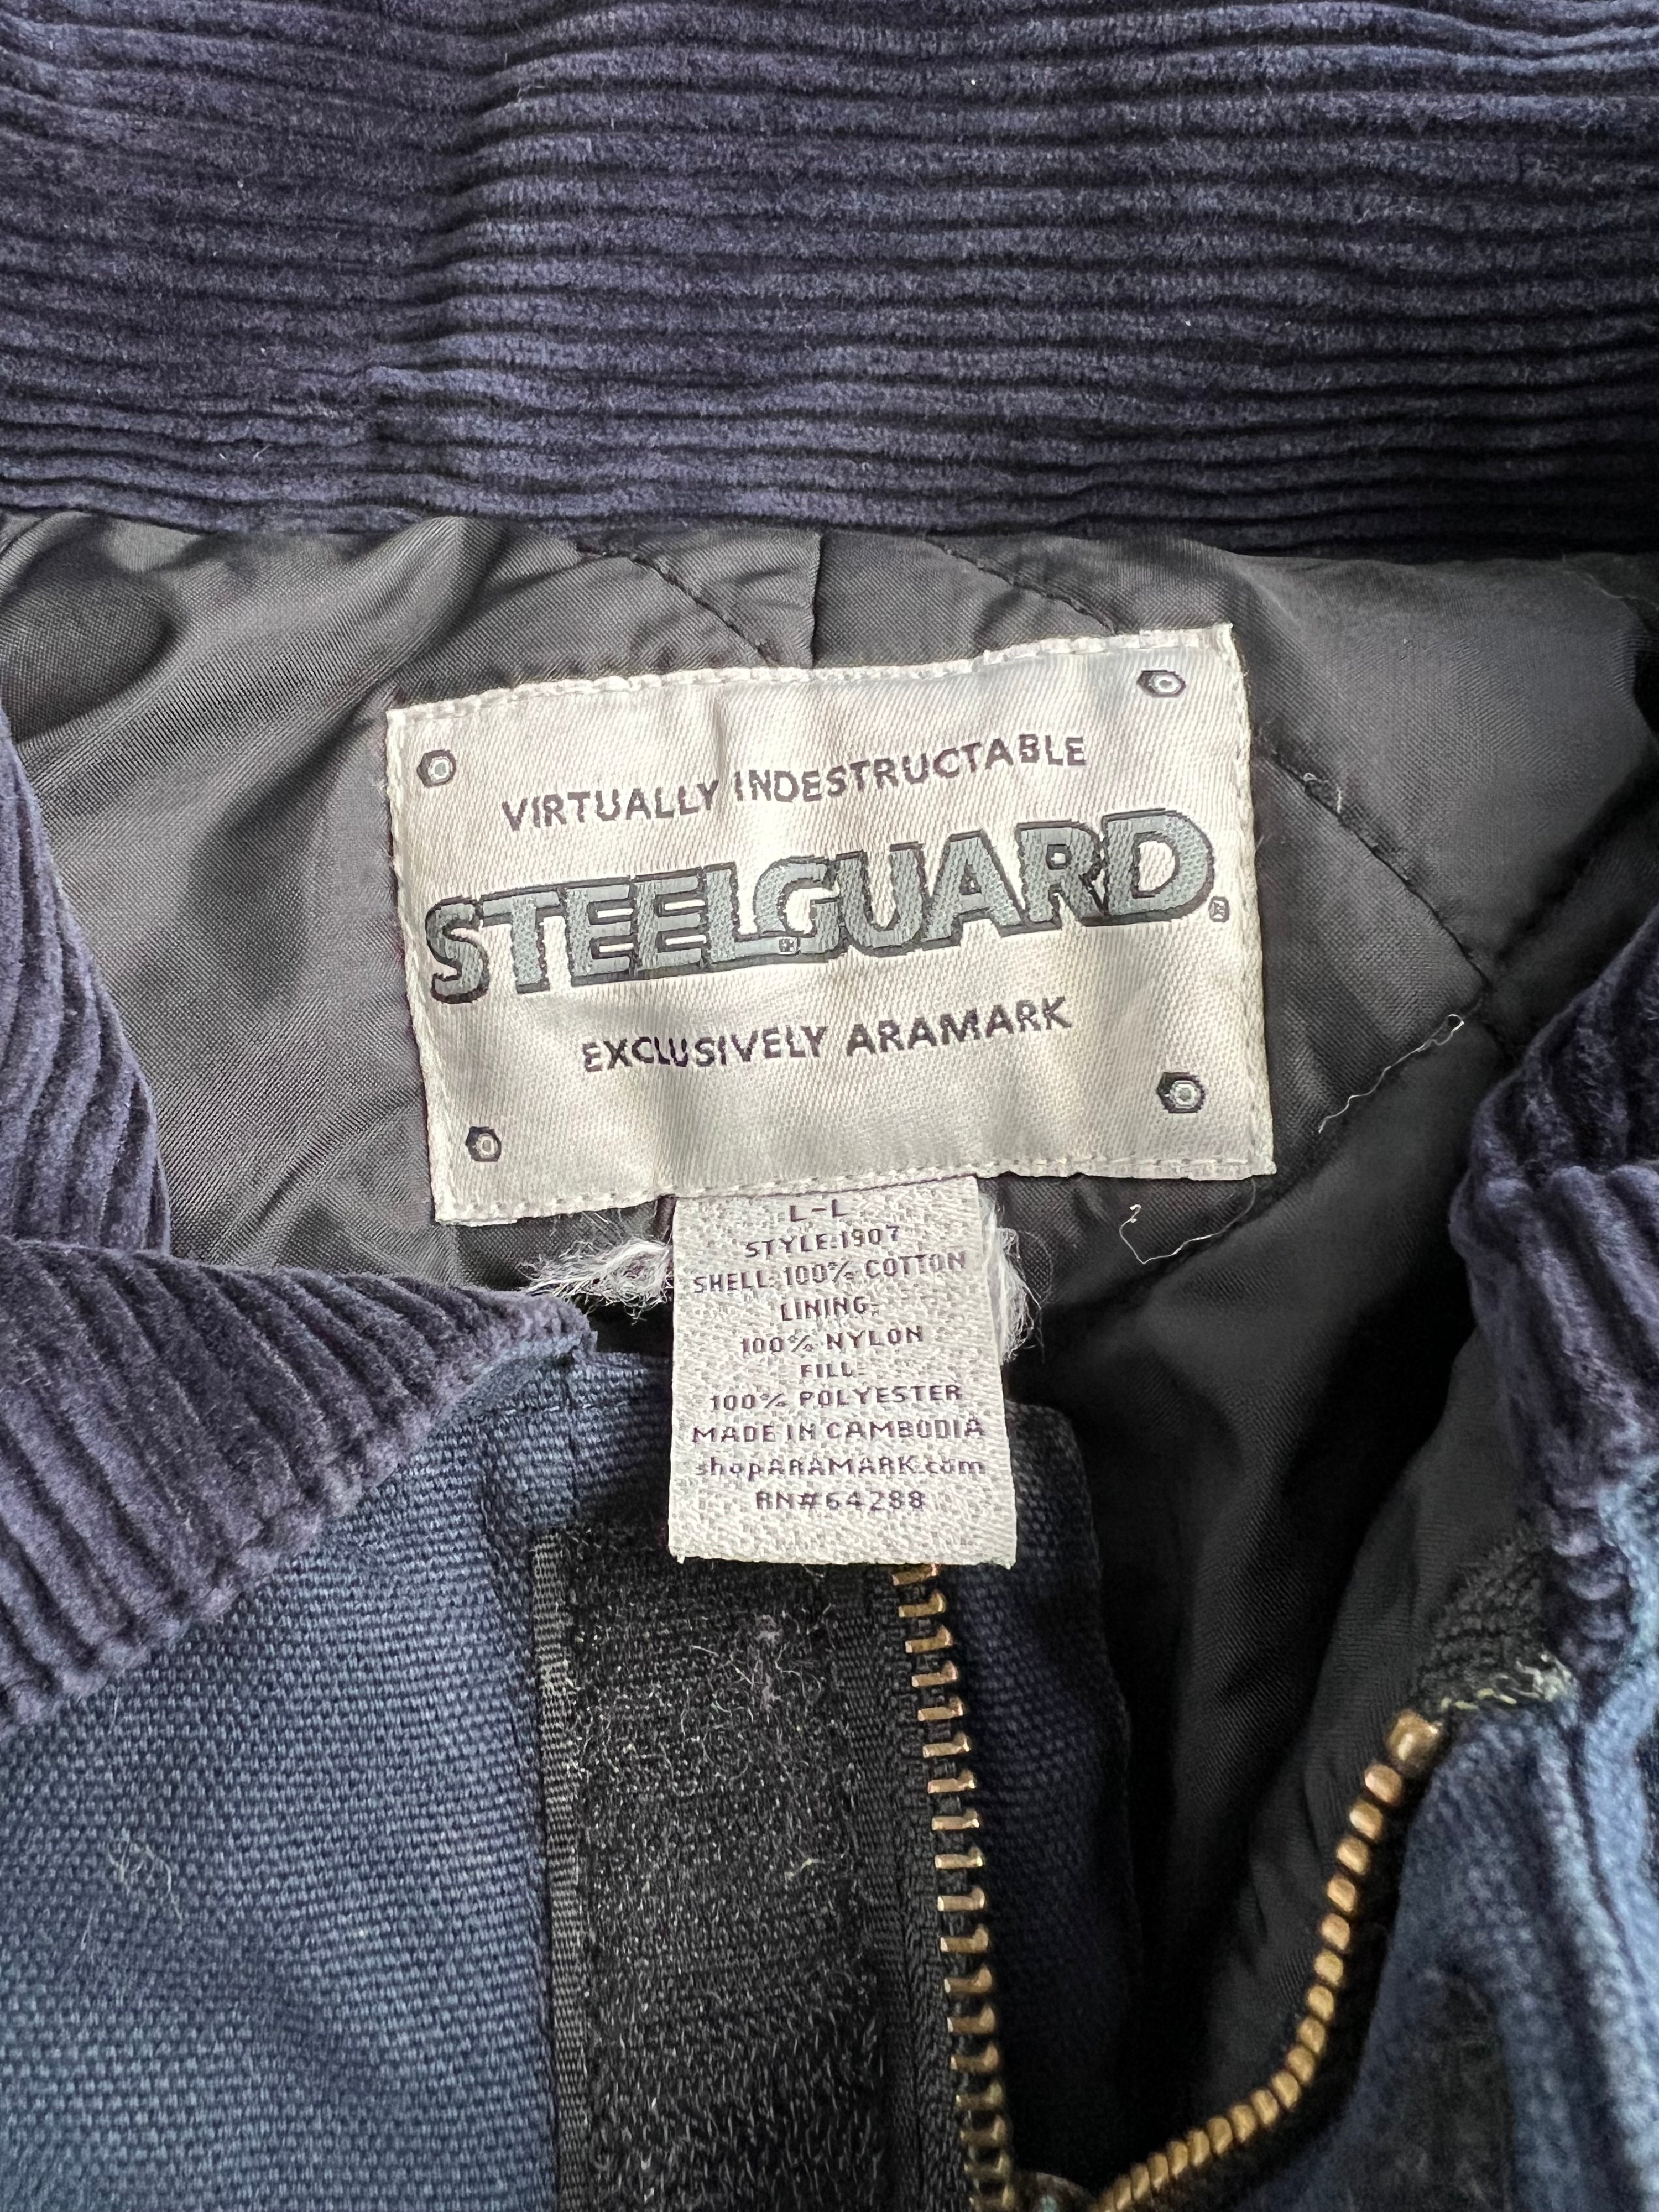 VIRTUALLY INDESTRUCTABLE
STEELGUARD®
EXCLUSIVELY ARAMARK
L-L
STYLE:1907
SHELL:100% COTTON
LINING:
100% NYLON
FILL:
100% POLYESTER
MADE IN CAMBODIA
shopARAMARK.com
RN#64288